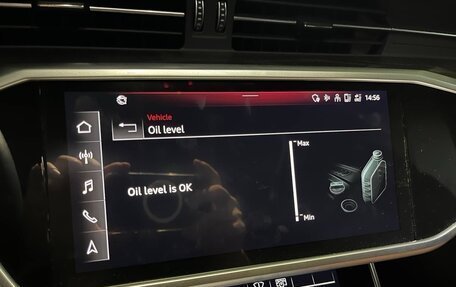 14:56
Vehicle
Oil level
Max
Oil level is OK
Min